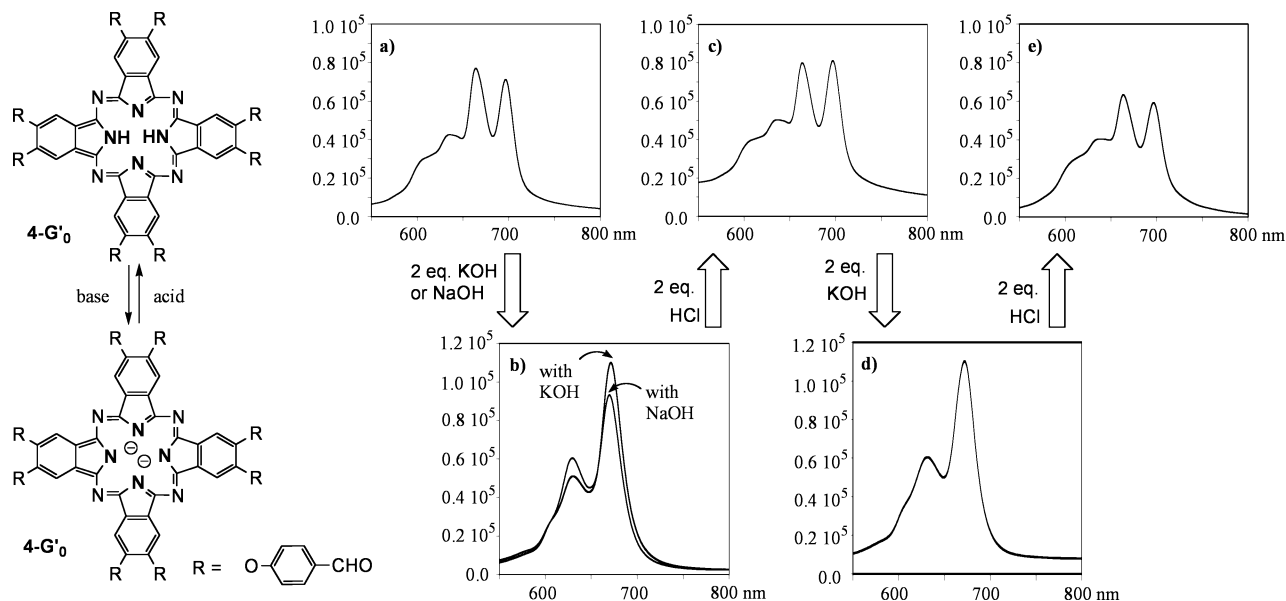 R R
N N
N
R R
NH HN
R R
N
N N
4-G'0
R R
base acid
R R
N N
N
R R
N ⊖ N
⊖
R R
N
N N
4-G'0
R R
R = O CHO
a)
1.0 10^5
0.8 10^5
0.6 10^5
0.4 10^5
0.2 10^5
0.0
600 700 800 nm
c)
1.0 10^5
0.8 10^5
0.6 10^5
0.4 10^5
0.2 10^5
0.0
600 700 800 nm
e)
1.0 10^5
0.8 10^5
0.6 10^5
0.4 10^5
0.2 10^5
0.0
600 700 800 nm
2 eq. KOH
or NaOH
2 eq.
HCl
2 eq.
KOH
2 eq.
HCl
b)
1.2 10^5
1.0 10^5
0.8 10^5
0.6 10^5
0.4 10^5
0.2 10^5
0.0
with
KOH
with
NaOH
600 700 800 nm
d)
1.2 10^5
1.0 10^5
0.8 10^5
0.6 10^5
0.4 10^5
0.2 10^5
0.0
600 700 800 nm